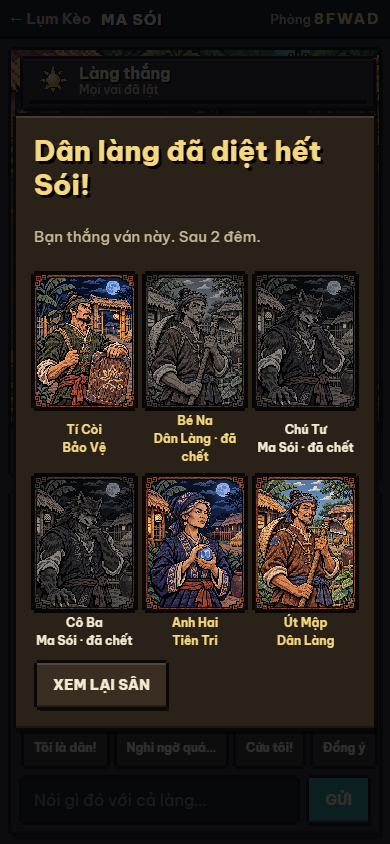 ← Lụm Kèo MA SÓI Phòng 8FWAD
Làng thắng
Mọi vai đã lật
Dân làng đã diệt hết
Sói!
Bạn thắng ván này. Sau 2 đêm.
Tí Còi
Bảo Vệ
Bé Na
Dân Làng · đã
chết
Chú Tư
Ma Sói · đã chết
Cô Ba
Ma Sói · đã chết
Anh Hai
Tiên Tri
Út Mập
Dân Làng
XEM LẠI SÂN
Tôi là dân! Nghi ngờ quá... Cứu tôi! Đồng ý
Nói gì đó với cả làng... GỬI